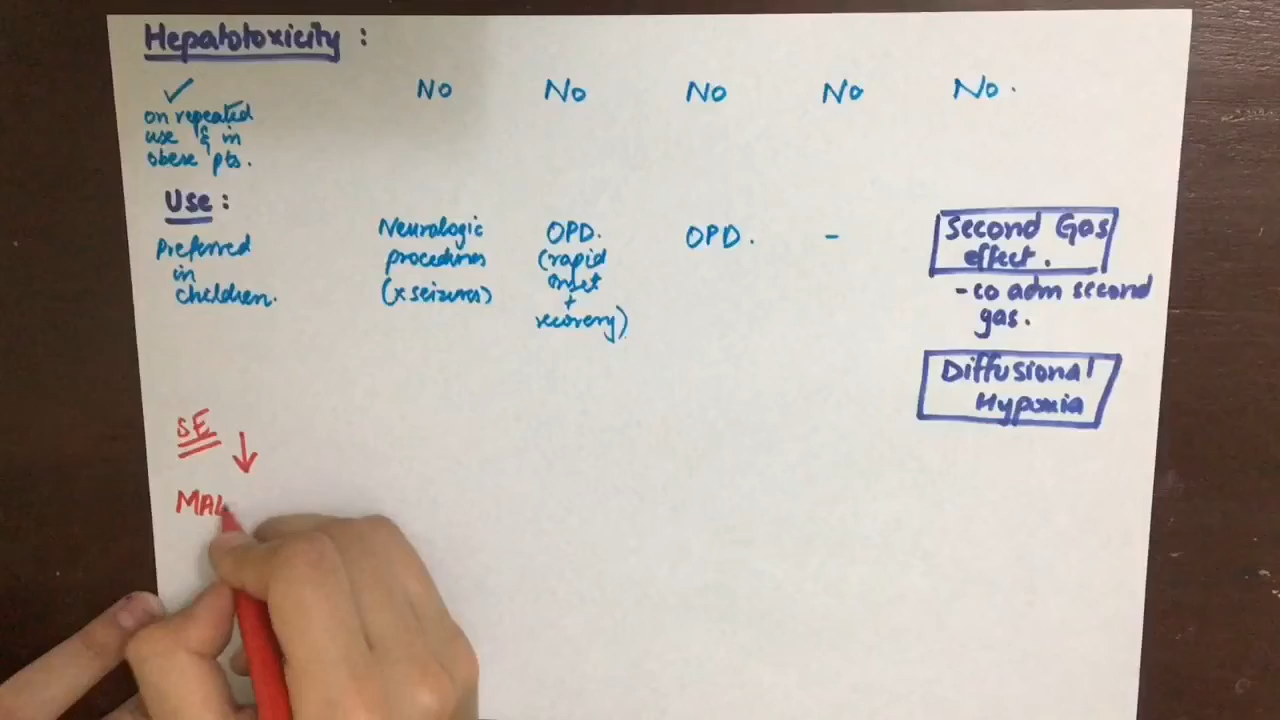 Hepatotoxicity :
✓ No No No No No.
on repeated
use & in
obese pts.
Use :
Preferred
in
children.
Neurologic
procedures
(x seizures)
OPD.
(rapid
onset
+
recovery)
OPD.
-
Second Gas
effect.
- co adm second
gas.
Diffusional
Hypoxia
SE ↓
MAL